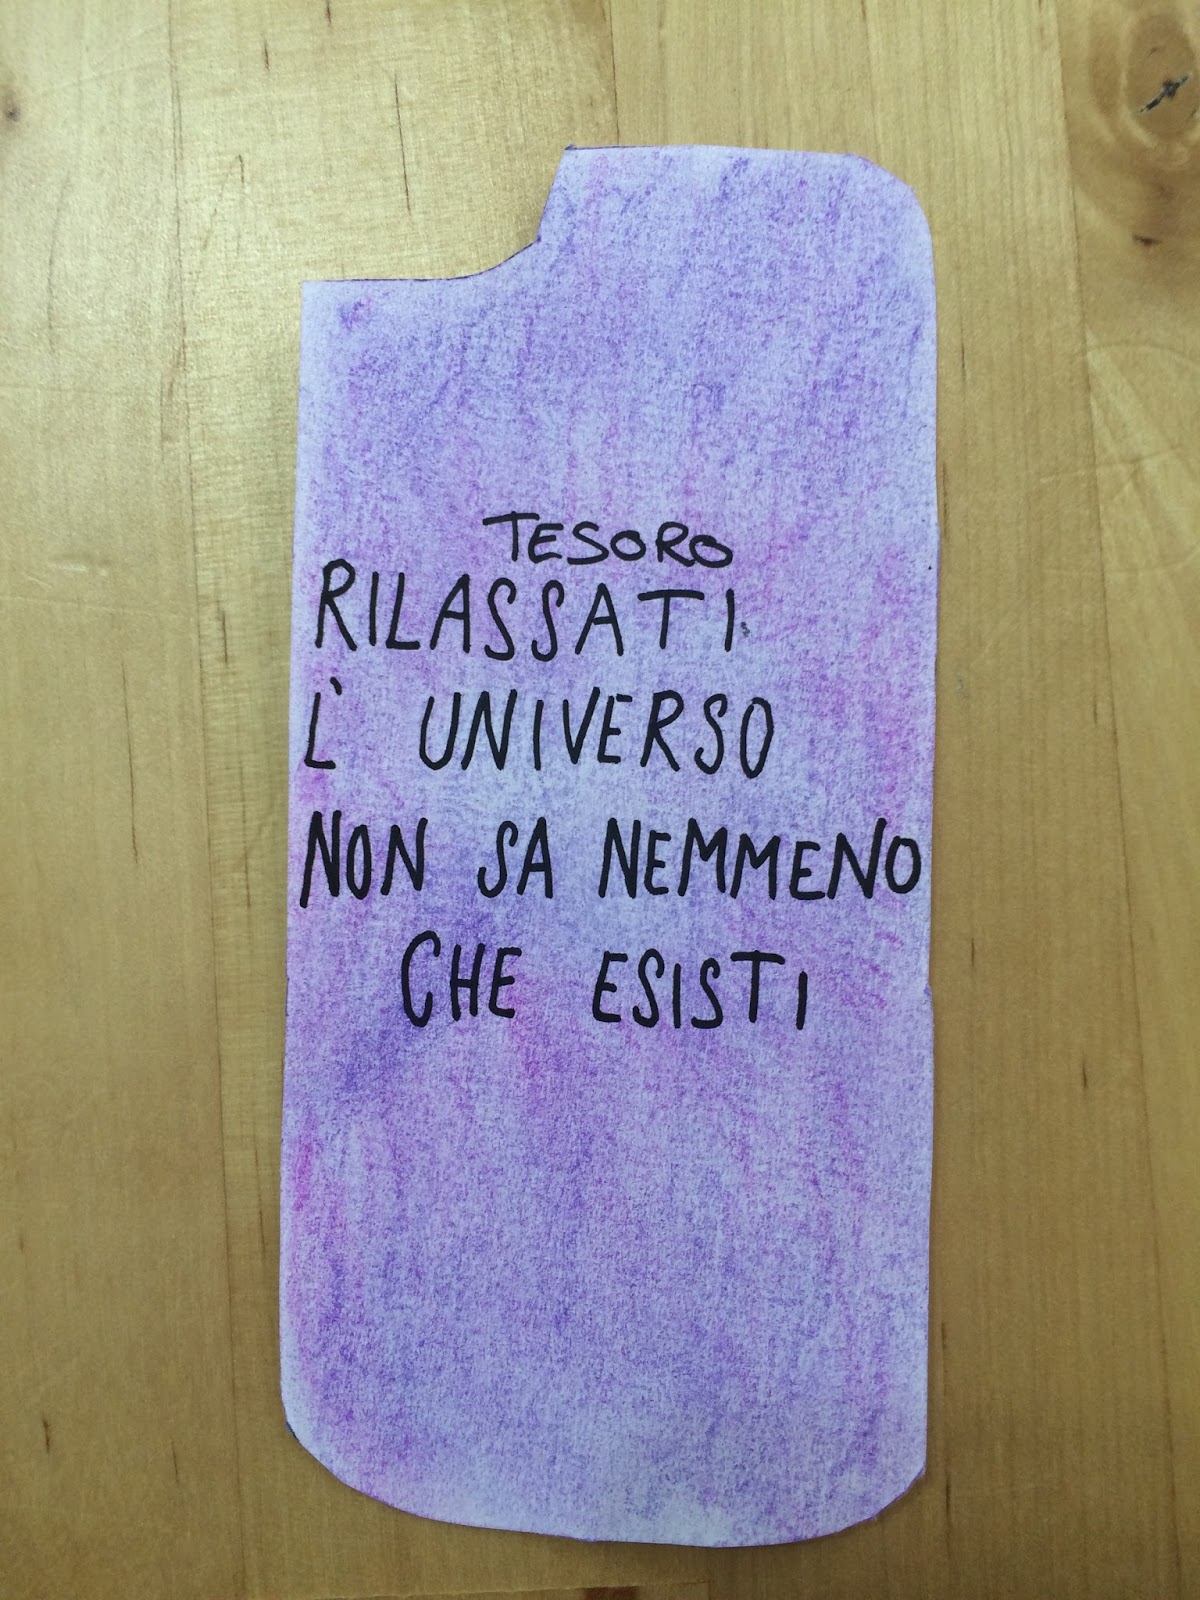 TESORO
RILASSATI
L' UNIVERSO
NON SA NEMMENO
CHE ESISTI